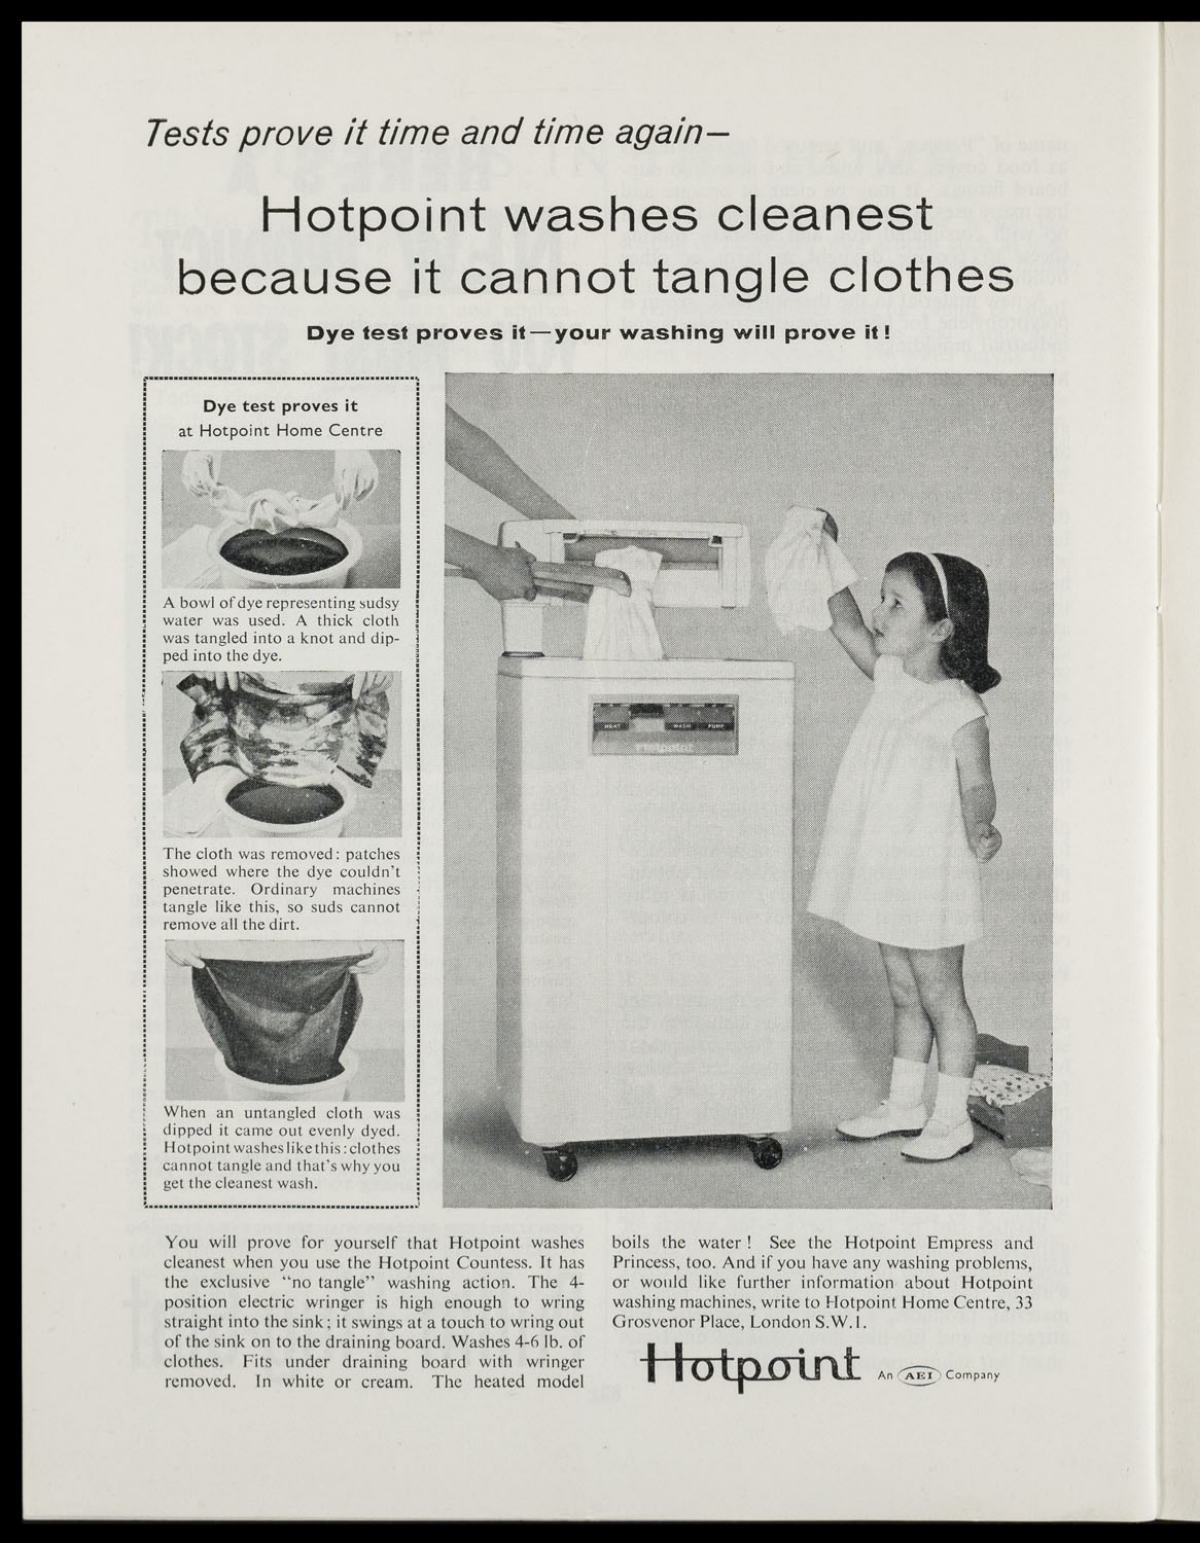 Tests prove it time and time again—
Hotpoint washes cleanest
because it cannot tangle clothes
Dye test proves it—your washing will prove it!
Dye test proves it
at Hotpoint Home Centre
A bowl of dye representing sudsy
water was used. A thick cloth
was tangled into a knot and dip-
ped into the dye.
The cloth was removed: patches
showed where the dye couldn't
penetrate. Ordinary machines
tangle like this, so suds cannot
remove all the dirt.
When an untangled cloth was
dipped it came out evenly dyed.
Hotpoint washes like this: clothes
cannot tangle and that's why you
get the cleanest wash.
HEAT WASH PUMP
Hotpoint
You will prove for yourself that Hotpoint washes
cleanest when you use the Hotpoint Countess. It has
the exclusive "no tangle" washing action. The 4-
position electric wringer is high enough to wring
straight into the sink; it swings at a touch to wring out
of the sink on to the draining board. Washes 4-6 lb. of
clothes. Fits under draining board with wringer
removed. In white or cream. The heated model
boils the water! See the Hotpoint Empress and
Princess, too. And if you have any washing problems,
or would like further information about Hotpoint
washing machines, write to Hotpoint Home Centre, 33
Grosvenor Place, London S.W.1.
Hotpoint An AEI Company